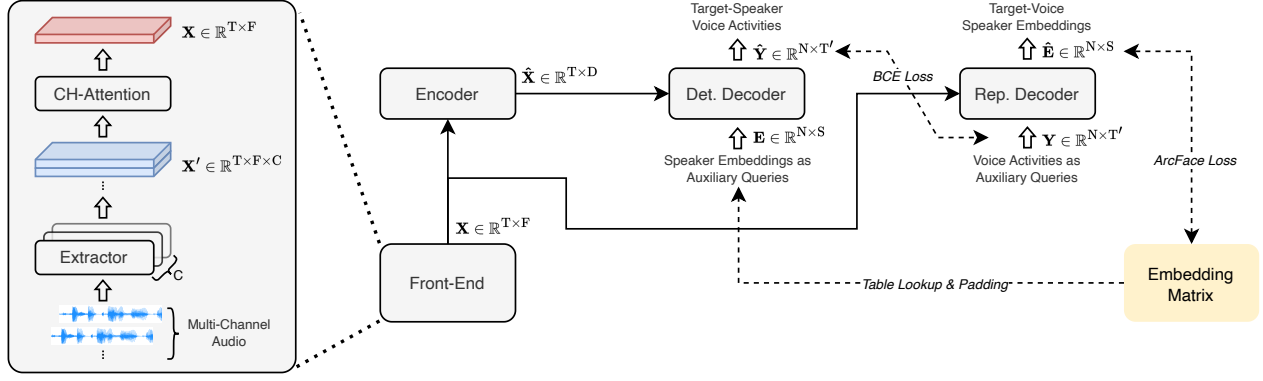 X ∈ ℝ^{T×F}
CH-Attention
X′ ∈ ℝ^{T×F×C}
Extractor
C
Multi-Channel
Audio
Encoder
X̂ ∈ ℝ^{T×D}
X ∈ ℝ^{T×F}
Front-End
Target-Speaker
Voice Activities
Ŷ ∈ ℝ^{N×T′}
Det. Decoder
E ∈ ℝ^{N×S}
Speaker Embeddings as
Auxiliary Queries
BCE Loss
Target-Voice
Speaker Embeddings
Ê ∈ ℝ^{N×S}
Rep. Decoder
Y ∈ ℝ^{N×T′}
Voice Activities as
Auxiliary Queries
ArcFace Loss
Table Lookup & Padding
Embedding
Matrix